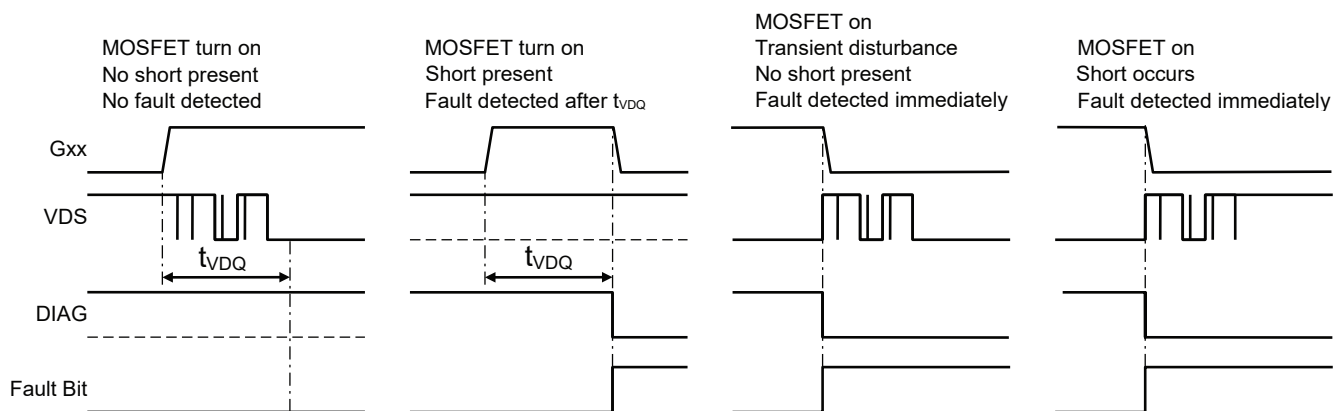 MOSFET turn on
No short present
No fault detected
MOSFET turn on
Short present
Fault detected after tVDQ
MOSFET on
Transient disturbance
No short present
Fault detected immediately
MOSFET on
Short occurs
Fault detected immediately
Gxx
VDS
tVDQ
tVDQ
DIAG
Fault Bit